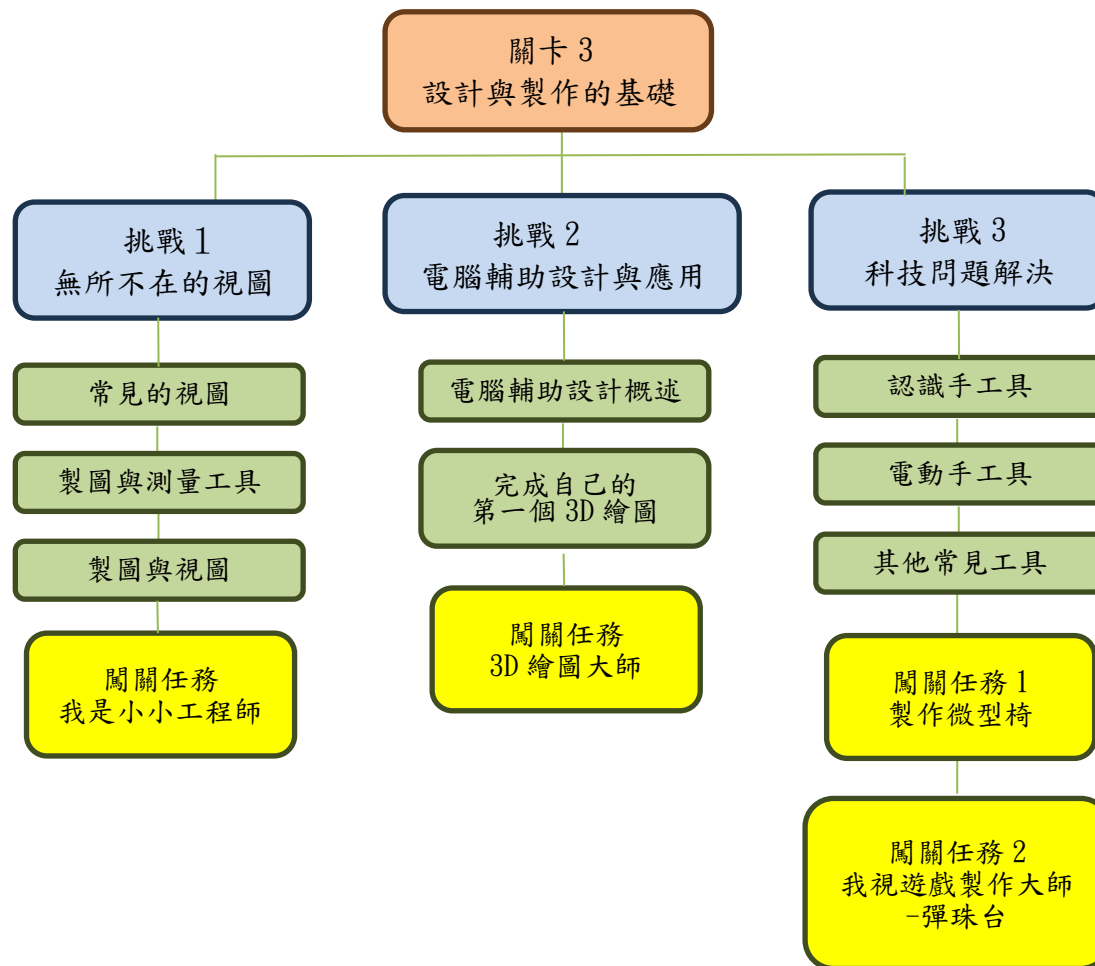 關卡 3
設計與製作的基礎
挑戰 1
無所不在的視圖
常見的視圖
製圖與測量工具
製圖與視圖
闖關任務
我是小小工程師
挑戰 2
電腦輔助設計與應用
電腦輔助設計概述
完成自己的
第一個 3D 繪圖
闖關任務
3D 繪圖大師
挑戰 3
科技問題解決
認識手工具
電動手工具
其他常見工具
闖關任務 1
製作微型椅
闖關任務 2
我視遊戲製作大師
-彈珠台